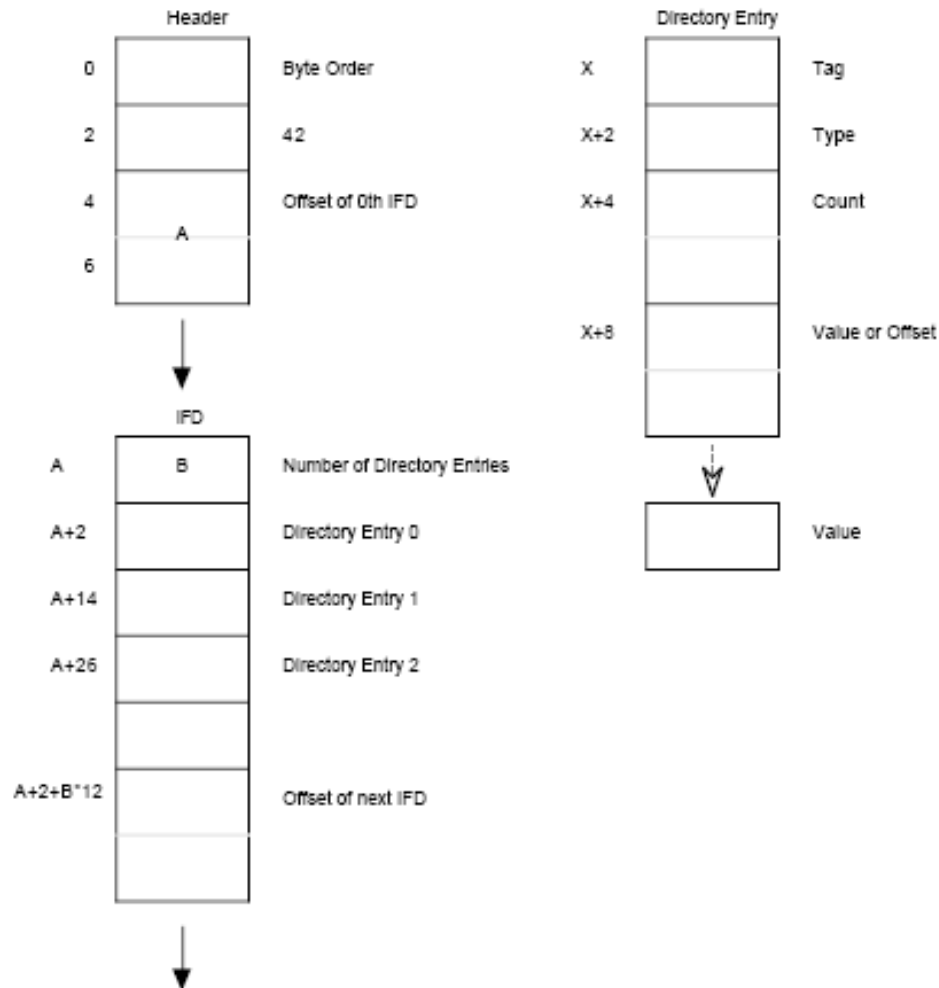 Header
0 Byte Order
2 42
4 Offset of 0th IFD
A
6
IFD
A B Number of Directory Entries
A+2 Directory Entry 0
A+14 Directory Entry 1
A+26 Directory Entry 2
A+2+B*12 Offset of next IFD
Directory Entry
X Tag
X+2 Type
X+4 Count
X+8 Value or Offset
Value